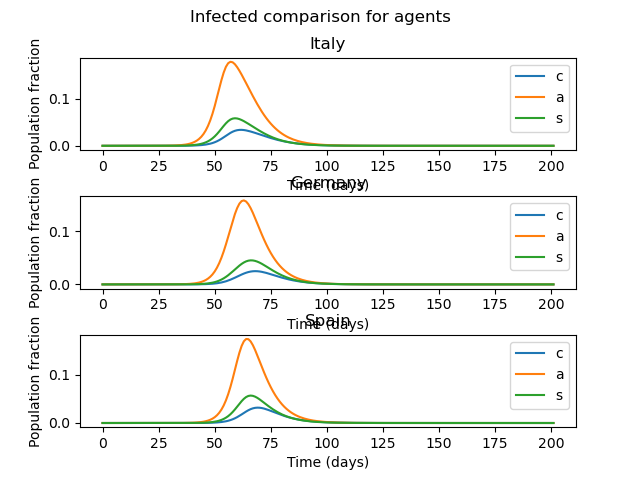 Infected comparison for agents
Italy
Population fraction
0.1
0.0
c
a
s
0 25 50 75 100 125 150 175 200
Time (days)
Germany
Population fraction
0.1
0.0
c
a
s
0 25 50 75 100 125 150 175 200
Time (days)
Spain
Population fraction
0.1
0.0
c
a
s
0 25 50 75 100 125 150 175 200
Time (days)